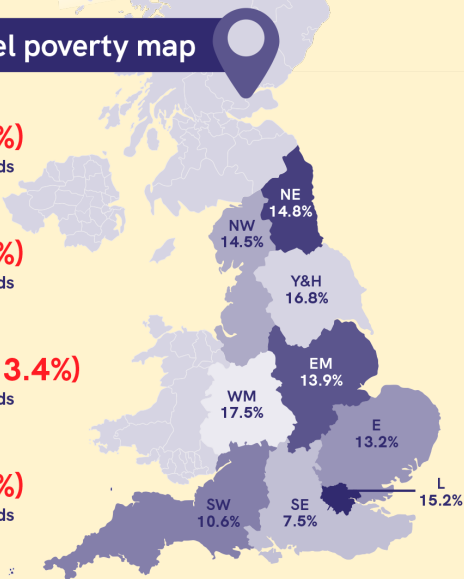 el poverty map
%)
ds
NE
14.8%
NW
14.5%
%)
ds
Y&H
16.8%
3.4%)
ds
EM
13.9%
WM
17.5%
E
13.2%
%)
ds
L
15.2%
SW
10.6%
SE
7.5%